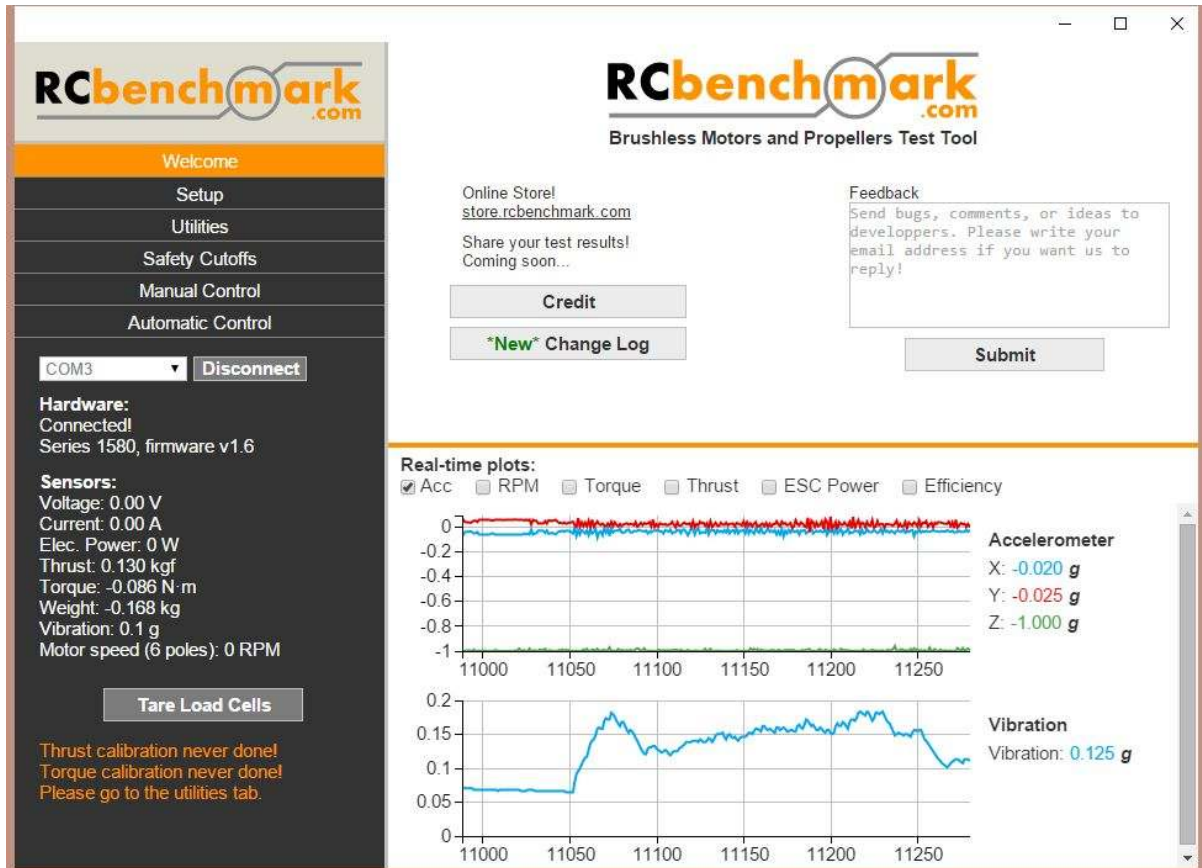 RCbenchmark
.com
Welcome
Setup
Utilities
Safety Cutoffs
Manual Control
Automatic Control
COM3 Disconnect
Hardware:
Connected!
Series 1580, firmware v1.6
Sensors:
Voltage: 0.00 V
Current: 0.00 A
Elec. Power: 0 W
Thrust: 0.130 kgf
Torque: -0.086 N·m
Weight: -0.168 kg
Vibration: 0.1 g
Motor speed (6 poles): 0 RPM
Tare Load Cells
Thrust calibration never done!
Torque calibration never done!
Please go to the utilities tab.
RCbenchmark
.com
Brushless Motors and Propellers Test Tool
Online Store!
store.rcbenchmark.com
Share your test results!
Coming soon...
Credit
*New* Change Log
Feedback
Send bugs, comments, or ideas to
developpers. Please write your
email address if you want us to
reply!
Submit
Real-time plots:
Acc RPM Torque Thrust ESC Power Efficiency
0
-0.2
-0.4
-0.6
-0.8
-1
11000 11050 11100 11150 11200 11250
Accelerometer
X: -0.020 g
Y: -0.025 g
Z: -1.000 g
0.2
0.15
0.1
0.05
0
11000 11050 11100 11150 11200 11250
Vibration
Vibration: 0.125 g